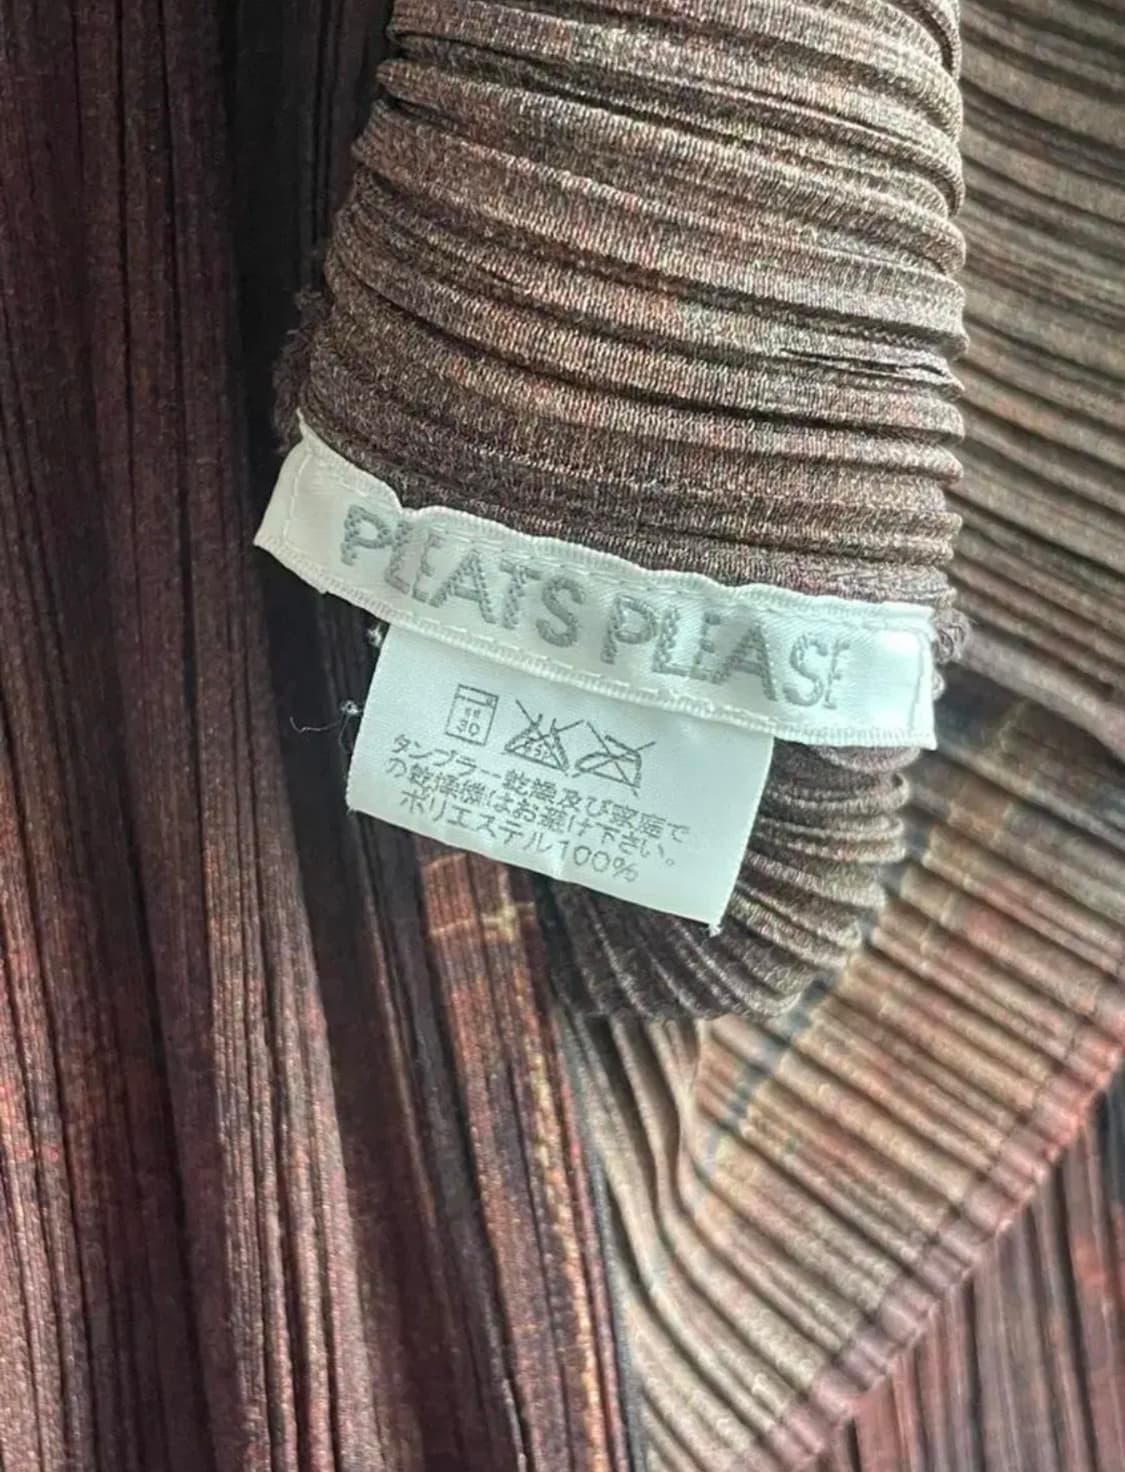 PLEATS PLEASE
タンブラー乾燥及び家庭で
の乾燥機はお避け下さい。
ポリエステル100%